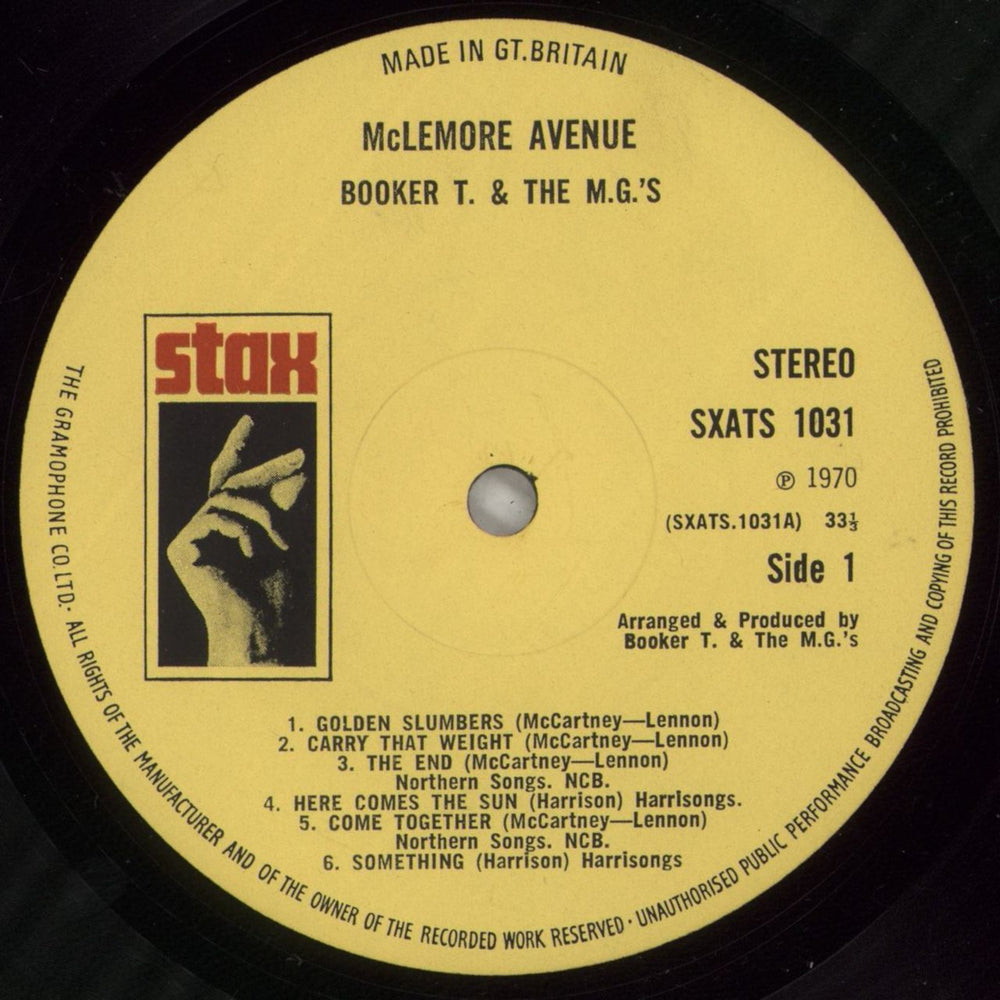 MADE IN GT.BRITAIN
McLEMORE AVENUE
BOOKER T. & THE M.G.'S
stax
STEREO
SXATS 1031
℗ 1970
(SXATS.1031A) 33⅓
Side 1
Arranged & Produced by
Booker T. & The M.G.'s
1. GOLDEN SLUMBERS (McCartney—Lennon)
2. CARRY THAT WEIGHT (McCartney—Lennon)
3. THE END (McCartney—Lennon)
Northern Songs. NCB.
4. HERE COMES THE SUN (Harrison) Harrisongs.
5. COME TOGETHER (McCartney—Lennon)
Northern Songs. NCB.
6. SOMETHING (Harrison) Harrisongs
THE GRAMOPHONE CO.LTD. · ALL RIGHTS OF THE MANUFACTURER AND OF THE OWNER OF THE RECORDED WORK RESERVED · UNAUTHORISED PUBLIC PERFORMANCE BROADCASTING AND COPYING OF THIS RECORD PROHIBITED